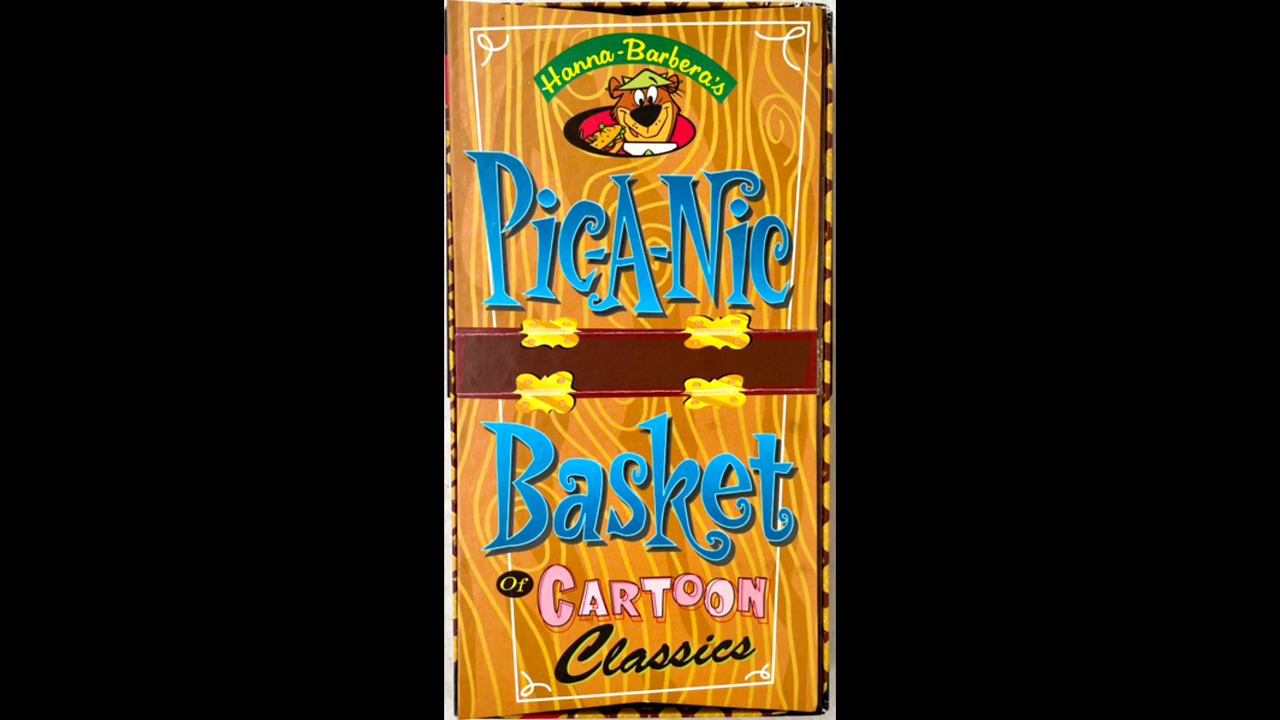 Hanna-Barbera's
Pic-A-Nic
Basket
Of CARTOON
Classics